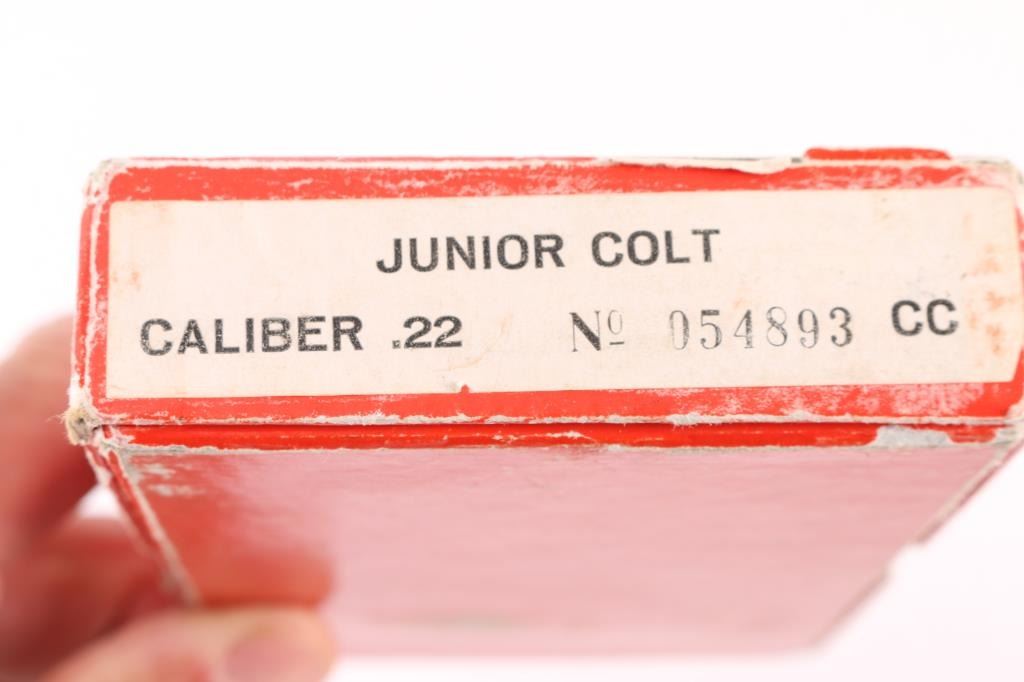 JUNIOR COLT
CALIBER .22 Nº 054893 CC